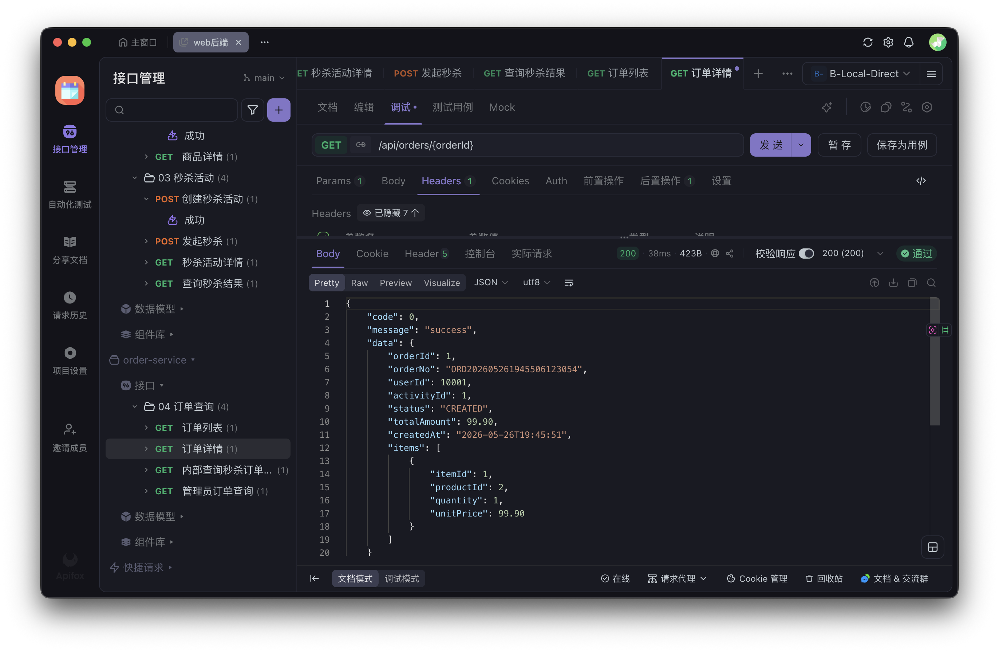 主窗口
web后端
接口管理
自动化测试
分享文档
请求历史
项目设置
邀请成员
Apifox
接口管理
main
成功
GET 商品详情 (1)
03 秒杀活动 (4)
POST 创建秒杀活动 (1)
成功
POST 发起秒杀 (1)
GET 秒杀活动详情 (1)
GET 查询秒杀结果 (1)
数据模型
组件库
order-service
接口
04 订单查询 (4)
GET 订单列表 (1)
GET 订单详情 (1)
GET 内部查询秒杀订单... (1)
GET 管理员订单查询 (1)
数据模型
组件库
快捷请求
ET 秒杀活动详情 POST 发起秒杀 GET 查询秒杀结果 GET 订单列表 GET 订单详情
B- B-Local-Direct
文档 编辑 调试 测试用例 Mock
GET /api/orders/{orderId}
发 送 暂 存 保存为用例
Params 1 Body Headers 1 Cookies Auth 前置操作 后置操作 1 设置
Headers 已隐藏 7 个
参数名 参数值 类型 说明
Body Cookie Header 5 控制台 实际请求
200 · 38ms · 423B 校验响应 200 (200) 通过
Pretty Raw Preview Visualize JSON utf8
1 {
2 "code": 0,
3 "message": "success",
4 "data": {
5 "orderId": 1,
6 "orderNo": "ORD202605261945506123054",
7 "userId": 10001,
8 "activityId": 1,
9 "status": "CREATED",
10 "totalAmount": 99.90,
11 "createdAt": "2026-05-26T19:45:51",
12 "items": [
13 {
14 "itemId": 1,
15 "productId": 2,
16 "quantity": 1,
17 "unitPrice": 99.90
18 }
19 ]
20 }
文档模式 调试模式
在线 请求代理 Cookie 管理 回收站 文档 & 交流群